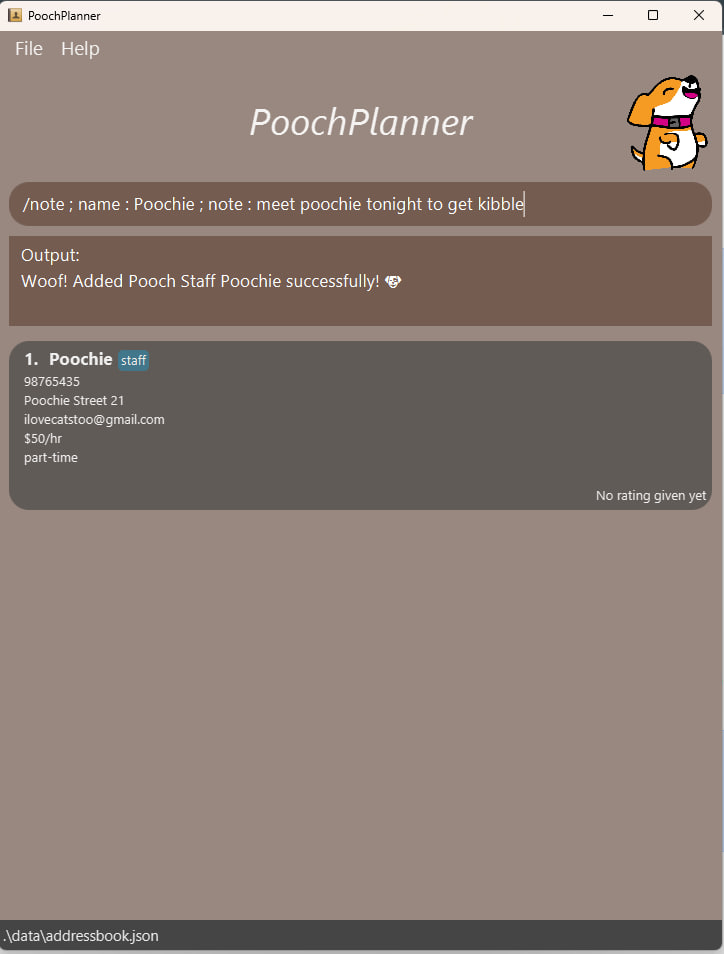 PoochPlanner
File Help
PoochPlanner
/note ; name : Poochie ; note : meet poochie tonight to get kibble
Output:
Woof! Added Pooch Staff Poochie successfully! 🐶
1. Poochie staff
98765435
Poochie Street 21
ilovecatstoo@gmail.com
$50/hr
part-time
No rating given yet
.\data\addressbook.json